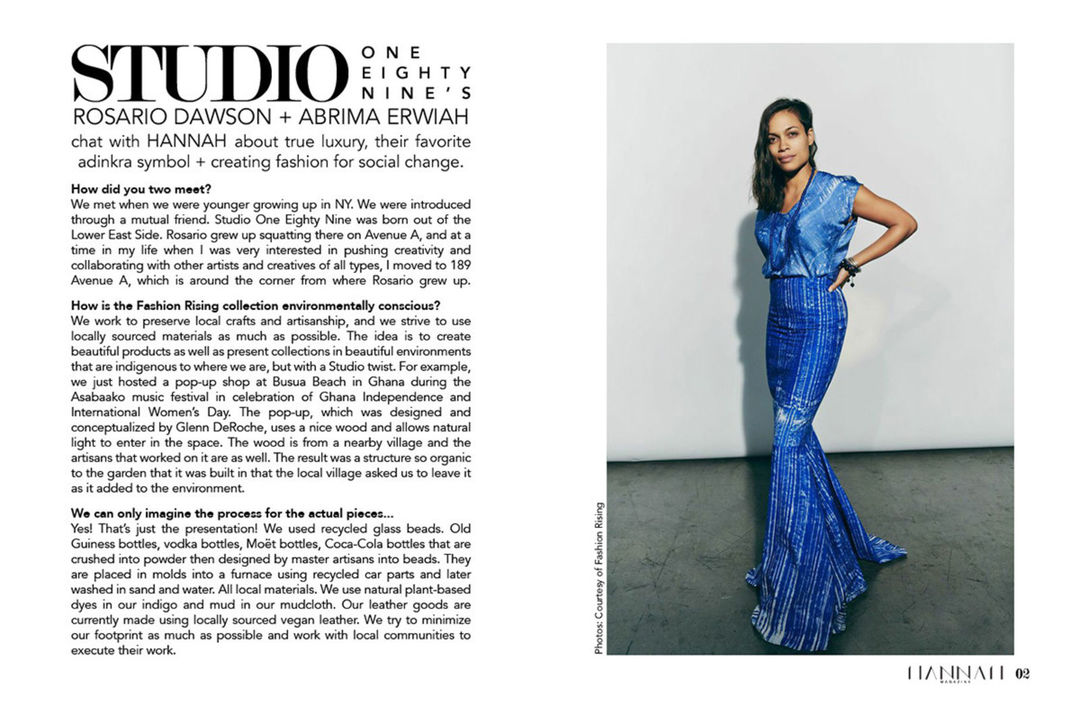 STUDIO
ONE
EIGHTY
NINE'S
ROSARIO DAWSON + ABRIMA ERWIAH
chat with HANNAH about true luxury, their favorite
adinkra symbol + creating fashion for social change.
How did you two meet?
We met when we were younger growing up in NY. We were introduced
through a mutual friend. Studio One Eighty Nine was born out of the
Lower East Side. Rosario grew up squatting there on Avenue A, and at a
time in my life when I was very interested in pushing creativity and
collaborating with other artists and creatives of all types, I moved to 189
Avenue A, which is around the corner from where Rosario grew up.
How is the Fashion Rising collection environmentally conscious?
We work to preserve local crafts and artisanship, and we strive to use
locally sourced materials as much as possible. The idea is to create
beautiful products as well as present collections in beautiful environments
that are indigenous to where we are, but with a Studio twist. For example,
we just hosted a pop-up shop at Busua Beach in Ghana during the
Asabaako music festival in celebration of Ghana Independence and
International Women's Day. The pop-up, which was designed and
conceptualized by Glenn DeRoche, uses a nice wood and allows natural
light to enter in the space. The wood is from a nearby village and the
artisans that worked on it are as well. The result was a structure so organic
to the garden that it was built in that the local village asked us to leave it
as it added to the environment.
We can only imagine the process for the actual pieces...
Yes! That's just the presentation! We used recycled glass beads. Old
Guiness bottles, vodka bottles, Moët bottles, Coca-Cola bottles that are
crushed into powder then designed by master artisans into beads. They
are placed in molds into a furnace using recycled car parts and later
washed in sand and water. All local materials. We use natural plant-based
dyes in our indigo and mud in our mudcloth. Our leather goods are
currently made using locally sourced vegan leather. We try to minimize
our footprint as much as possible and work with local communities to
execute their work.
Photos: Courtesy of Fashion Rising
HANNAH
MAGAZINE
02